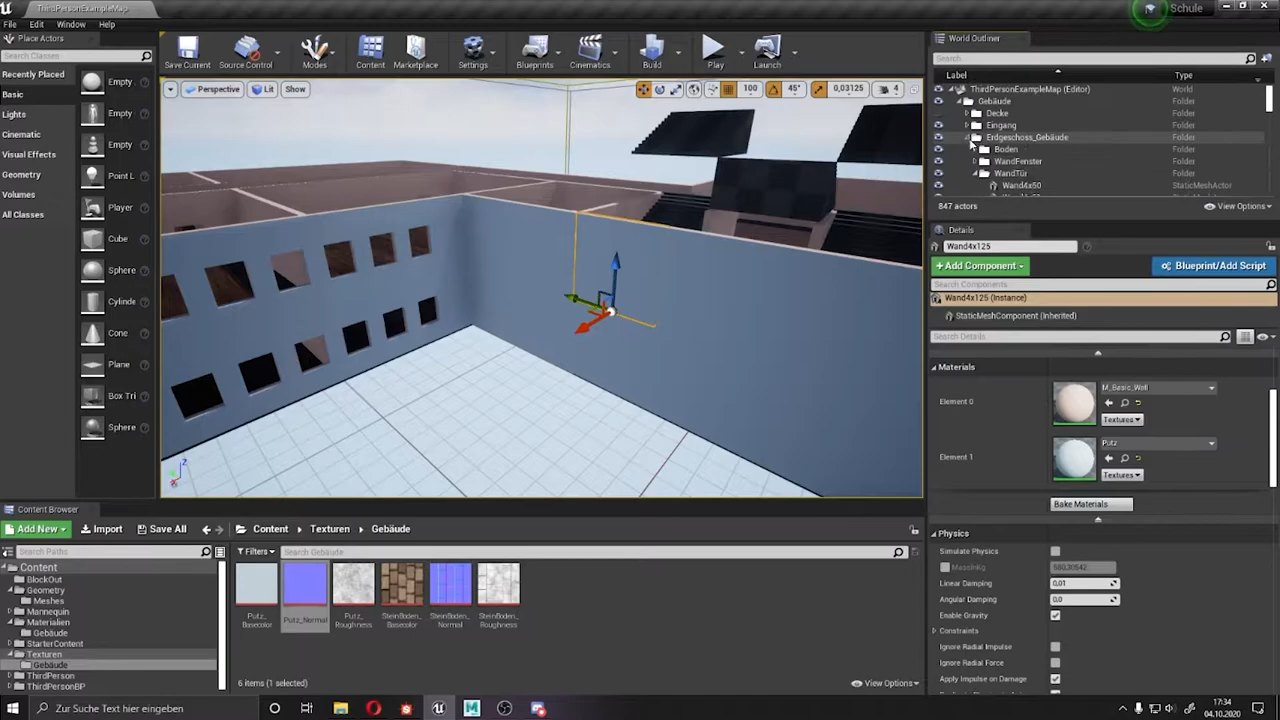 ThirdPersonExampleMap
Schule
File Edit Window Help
Place Actors
Search Classes
Recently Placed
Basic
Lights
Cinematic
Visual Effects
Geometry
Volumes
All Classes
Empty
Empty
Empty
Point L
Player
Cube
Sphere
Cylinde
Cone
Plane
Box Tri
Sphere
Save Current
Source Control
Modes
Content
Marketplace
Settings
Blueprints
Cinematics
Build
Play
Launch
Perspective
Lit
Show
100
45°
0,03125
4
World Outliner
Search
Label Type
ThirdPersonExampleMap (Editor) World
Gebäude Folder
Decke Folder
Eingang Folder
Erdgeschoss_Gebäude Folder
Boden Folder
WandFenster Folder
WandTür Folder
Wand4x50 StaticMeshActor
847 actors
View Options
Details
Wand4x125
+ Add Component
Blueprint/Add Script
Search Components
Wand4x125 (Instance)
StaticMeshComponent (Inherited)
Search Details
Materials
Element 0
M_Basic_Wall
Textures
Element 1
Putz
Textures
Bake Materials
Physics
Simulate Physics
MassInKg
Linear Damping 0,01
Angular Damping 0,0
Enable Gravity
Constraints
Ignore Radial Impulse
Ignore Radial Force
Apply Impulse on Damage
Content Browser
Add New
Import
Save All
Content
Texturen
Gebäude
Search Paths
Filters
Search Gebäude
Content
BlockOut
Geometry
Meshes
Mannequin
Materialien
Gebäude
StarterContent
Texturen
Gebäude
ThirdPerson
ThirdPersonBP
Putz_
Basecolor
Putz_Normal
Putz_
Roughness
SteinBoden_
Basecolor
SteinBoden_
Normal
SteinBoden_
Roughness
6 items (1 selected)
View Options
Zur Suche Text hier eingeben
17:34
04.10.2020